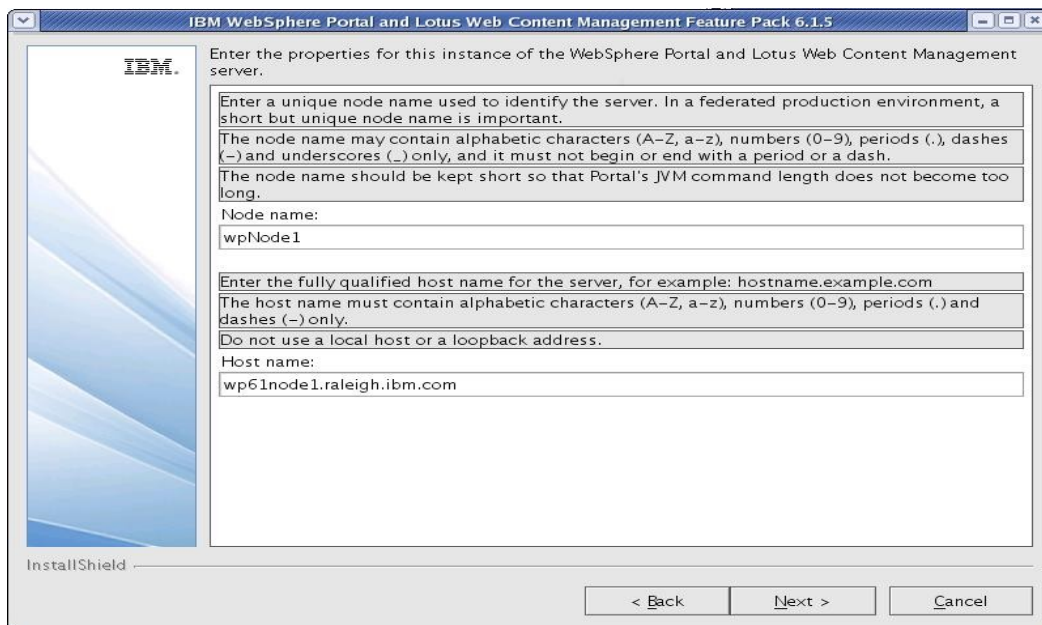 IBM WebSphere Portal and Lotus Web Content Management Feature Pack 6.1.5
IBM.
Enter the properties for this instance of the WebSphere Portal and Lotus Web Content Management
server.
Enter a unique node name used to identify the server. In a federated production environment, a
short but unique node name is important.
The node name may contain alphabetic characters (A-Z, a-z), numbers (0-9), periods (.), dashes
(-) and underscores (_) only, and it must not begin or end with a period or a dash.
The node name should be kept short so that Portal's JVM command length does not become too
long.
Node name:
wpNode1
Enter the fully qualified host name for the server, for example: hostname.example.com
The host name must contain alphabetic characters (A-Z, a-z), numbers (0-9), periods (.) and
dashes (-) only.
Do not use a local host or a loopback address.
Host name:
wp61node1.raleigh.ibm.com
InstallShield
< Back
Next >
Cancel